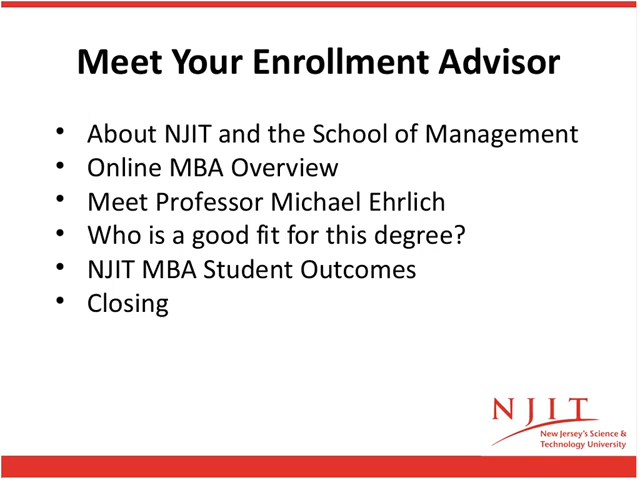 Meet Your Enrollment Advisor
• About NJIT and the School of Management
• Online MBA Overview
• Meet Professor Michael Ehrlich
• Who is a good fit for this degree?
• NJIT MBA Student Outcomes
• Closing
NJIT
New Jersey's Science &
Technology University